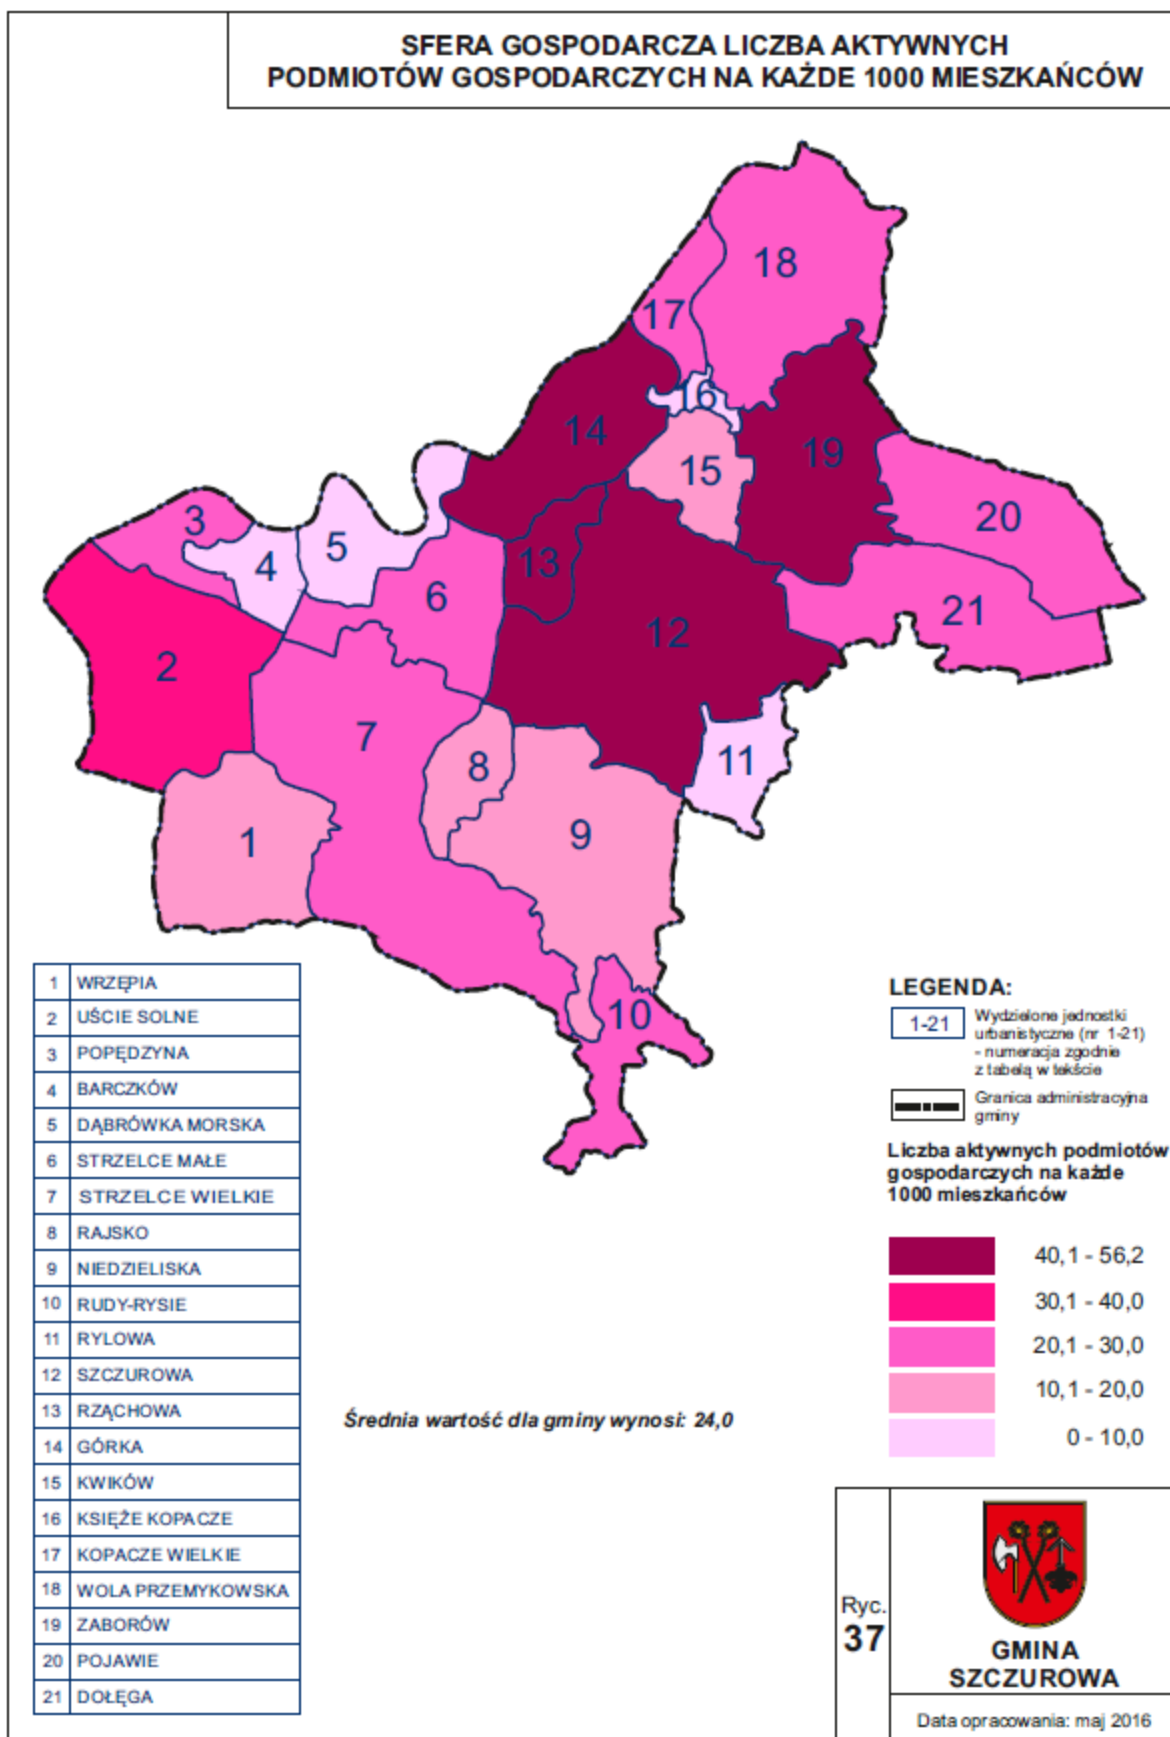 SFERA GOSPODARCZA LICZBA AKTYWNYCH
PODMIOTÓW GOSPODARCZYCH NA KAŻDE 1000 MIESZKAŃCÓW
18
17
16
14
19
15
3
20
5
4
13
6
21
12
2
7
11
8
9
1
10
1 WRZĘPIA
2 UŚCIE SOLNE
3 POPĘDZYNA
4 BARCZKÓW
5 DĄBRÓWKA MORSKA
6 STRZELCE MAŁE
7 STRZELCE WIELKIE
8 RAJSKO
9 NIEDZIELISKA
10 RUDY-RYSIE
11 RYLOWA
12 SZCZUROWA
13 RZĄCHOWA
14 GÓRKA
15 KWIKÓW
16 KSIĘŻE KOPACZE
17 KOPACZE WIELKIE
18 WOLA PRZEMYKOWSKA
19 ZABORÓW
20 POJAWIE
21 DOŁĘGA
Średnia wartość dla gminy wynosi: 24,0
LEGENDA:
1-21
Wydzielone jednostki
urbanistyczne (nr 1-21)
- numeracja zgodnie
z tabelą w tekście
Granica administracyjna
gminy
Liczba aktywnych podmiotów
gospodarczych na każde
1000 mieszkańców
40,1 - 56,2
30,1 - 40,0
20,1 - 30,0
10,1 - 20,0
0 - 10,0
Ryc.
37
GMINA
SZCZUROWA
Data opracowania: maj 2016